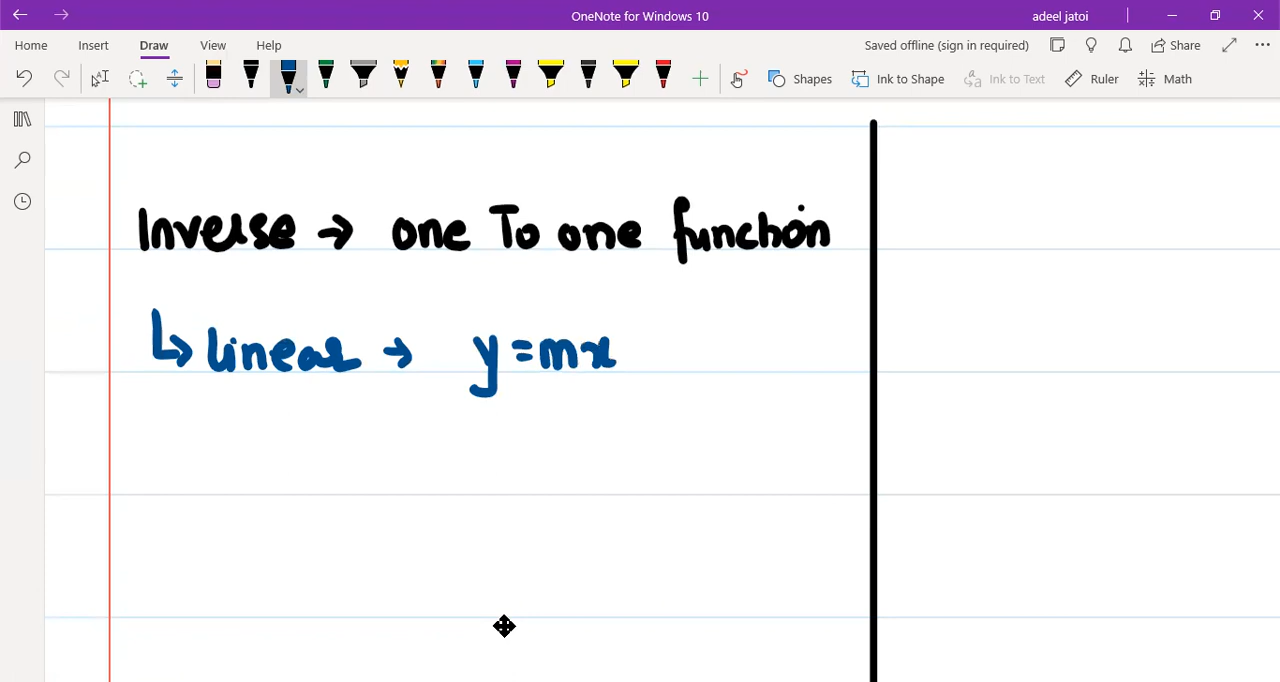 OneNote for Windows 10
adeel jatoi
Home Insert Draw View Help
Saved offline (sign in required) Share
Shapes Ink to Shape Ink to Text Ruler Math
Inverse → one To one function
↳ linear → y = mx